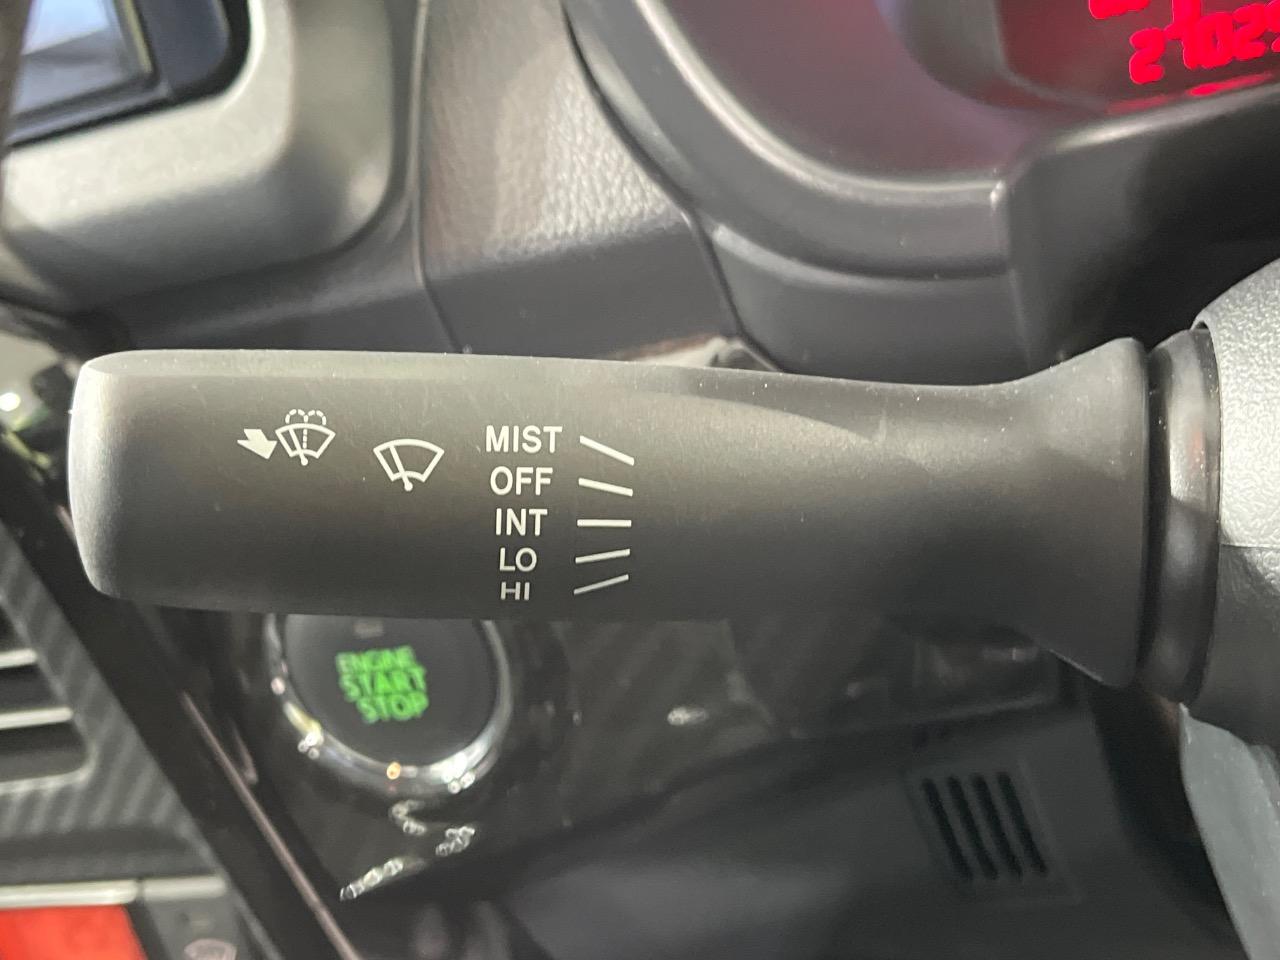 MIST
OFF
INT
LO
HI
ENGINE
START
STOP